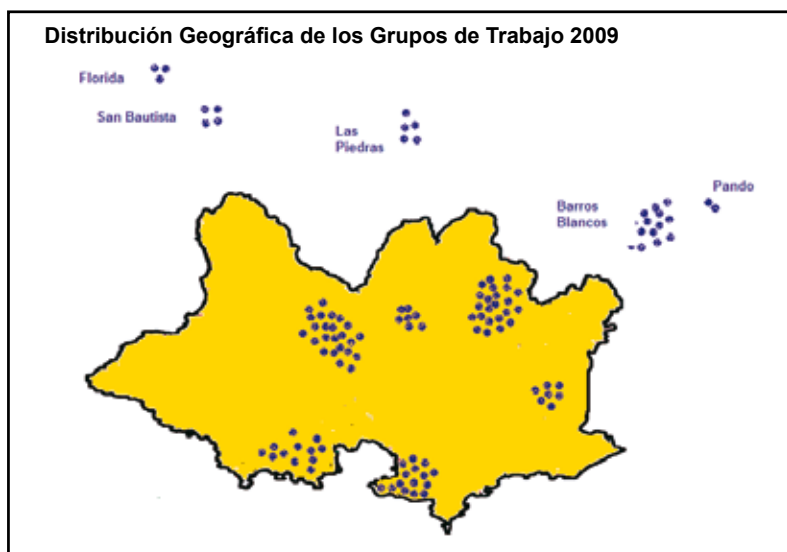 Distribución Geográfica de los Grupos de Trabajo 2009
Florida
San Bautista
Las
Piedras
Pando
Barros
Blancos